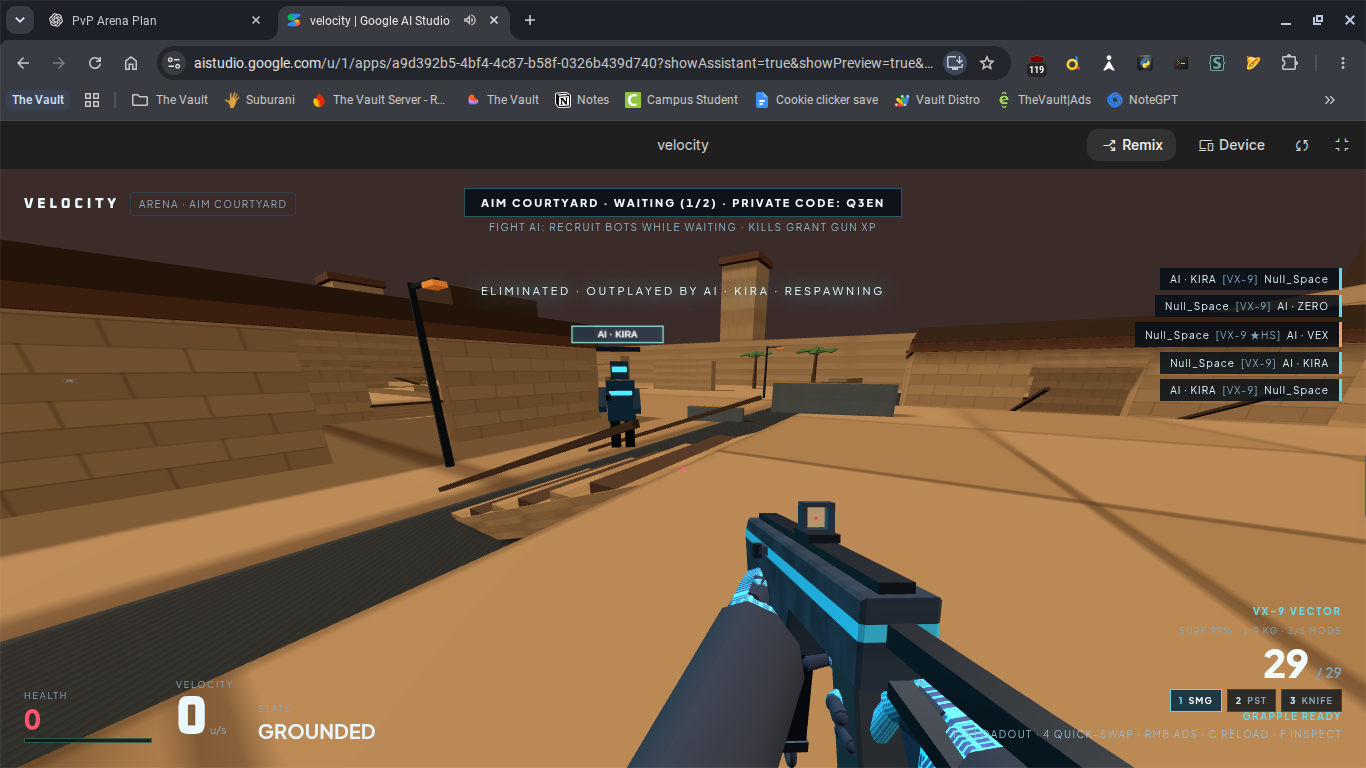 PvP Arena Plan
velocity | Google AI Studio
aistudio.google.com/u/1/apps/a9d392b5-4bf4-4c87-b58f-0326b439d740?showAssistant=true&showPreview=true&...
119
The Vault
The Vault
Suburani
The Vault Server - R...
The Vault
Notes
Campus Student
Cookie clicker save
Vault Distro
TheVault|Ads
NoteGPT
velocity
Remix
Device
VELOCITY
ARENA · AIM COURTYARD
AIM COURTYARD · WAITING (1/2) · PRIVATE CODE: Q3EN
FIGHT AI: RECRUIT BOTS WHILE WAITING · KILLS GRANT GUN XP
ELIMINATED · OUTPLAYED BY AI · KIRA · RESPAWNING
AI · KIRA [VX-9] Null_Space
Null_Space [VX-9] AI · ZERO
Null_Space [VX-9 ★HS] AI · VEX
Null_Space [VX-9] AI · KIRA
AI · KIRA [VX-9] Null_Space
AI · KIRA
HEALTH
0
VELOCITY
0 u/s
STATE
GROUNDED
VX-9 VECTOR
KG · 3/5 MODS
29 / 29
1 SMG
2 PST
3 KNIFE
GRAPPLE READY
4 QUICK-SWAP · RMB ADS · C RELOAD · F INSPECT